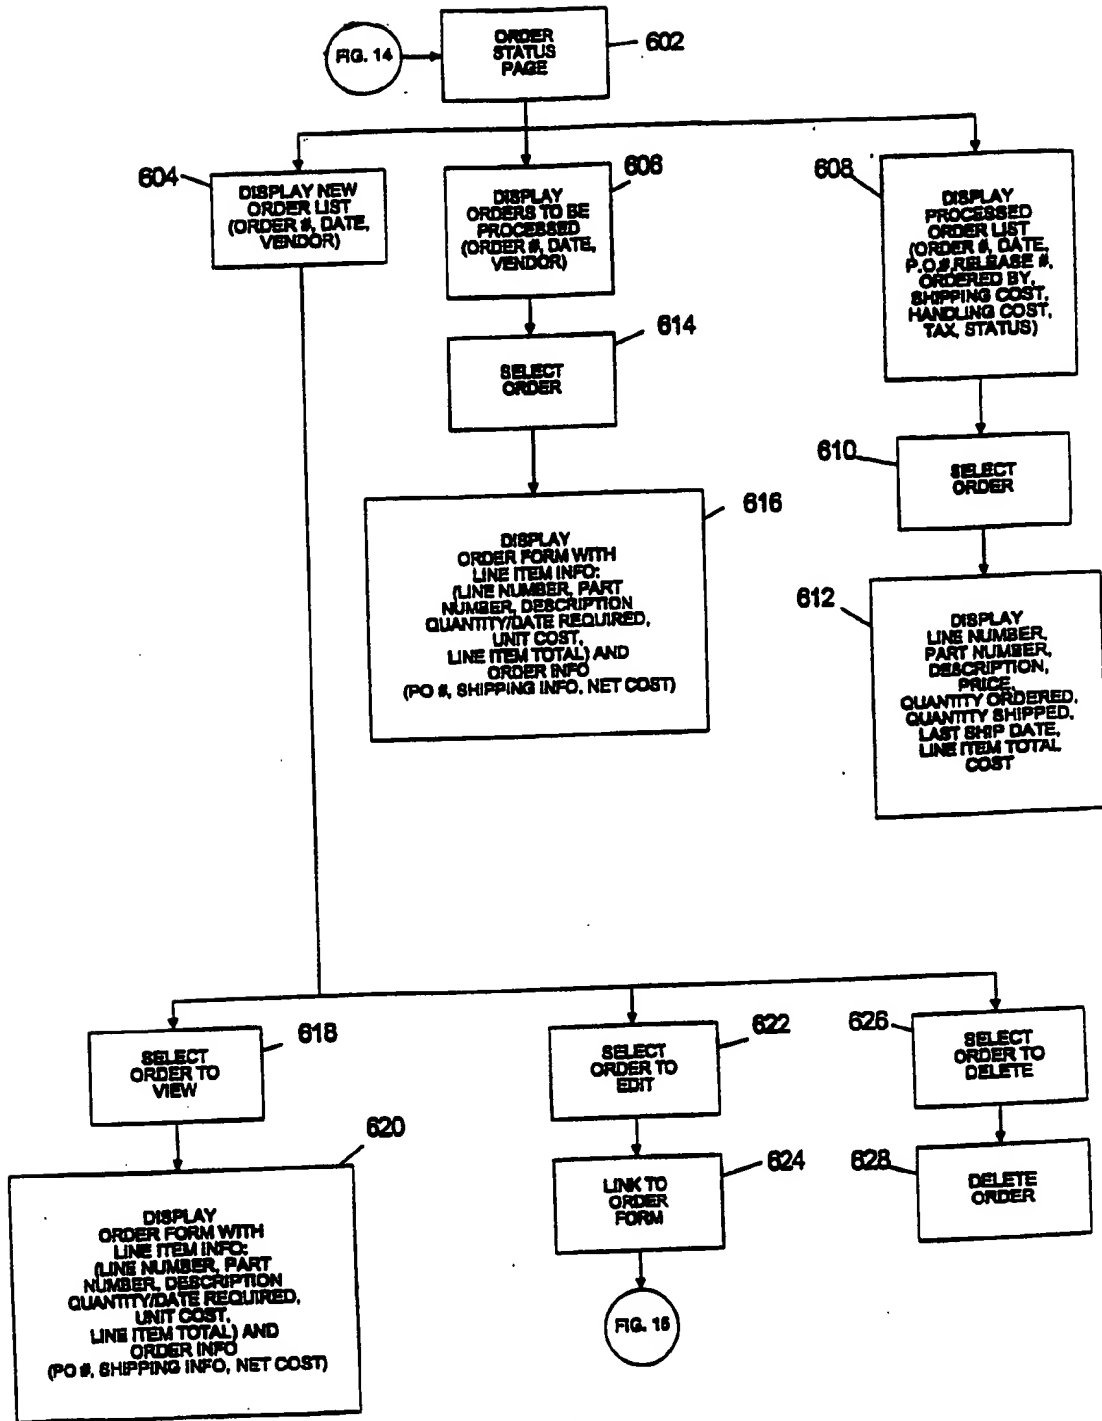 FIG. 14
ORDER
STATUS
PAGE
602
604
DISPLAY NEW
ORDER LIST
(ORDER #, DATE,
VENDOR)
606
DISPLAY
ORDERS TO BE
PROCESSED
(ORDER #, DATE,
VENDOR)
608
DISPLAY
PROCESSED
ORDER LIST
(ORDER #, DATE,
P.O.#,RELEASE #,
ORDERED BY,
SHIPPING COST,
HANDLING COST,
TAX, STATUS)
614
SELECT
ORDER
610
SELECT
ORDER
616
DISPLAY
ORDER FORM WITH
LINE ITEM INFO:
(LINE NUMBER, PART
NUMBER, DESCRIPTION
QUANTITY/DATE REQUIRED,
UNIT COST,
LINE ITEM TOTAL) AND
ORDER INFO
(PO #, SHIPPING INFO, NET COST)
612
DISPLAY
LINE NUMBER,
PART NUMBER,
DESCRIPTION,
PRICE,
QUANTITY ORDERED,
QUANTITY SHIPPED,
LAST SHIP DATE,
LINE ITEM TOTAL
COST
618
SELECT
ORDER TO
VIEW
622
SELECT
ORDER TO
EDIT
626
SELECT
ORDER TO
DELETE
620
DISPLAY
ORDER FORM WITH
LINE ITEM INFO:
(LINE NUMBER, PART
NUMBER, DESCRIPTION
QUANTITY/DATE REQUIRED,
UNIT COST,
LINE ITEM TOTAL) AND
ORDER INFO
(PO #, SHIPPING INFO, NET COST)
624
LINK TO
ORDER
FORM
628
DELETE
ORDER
FIG. 15